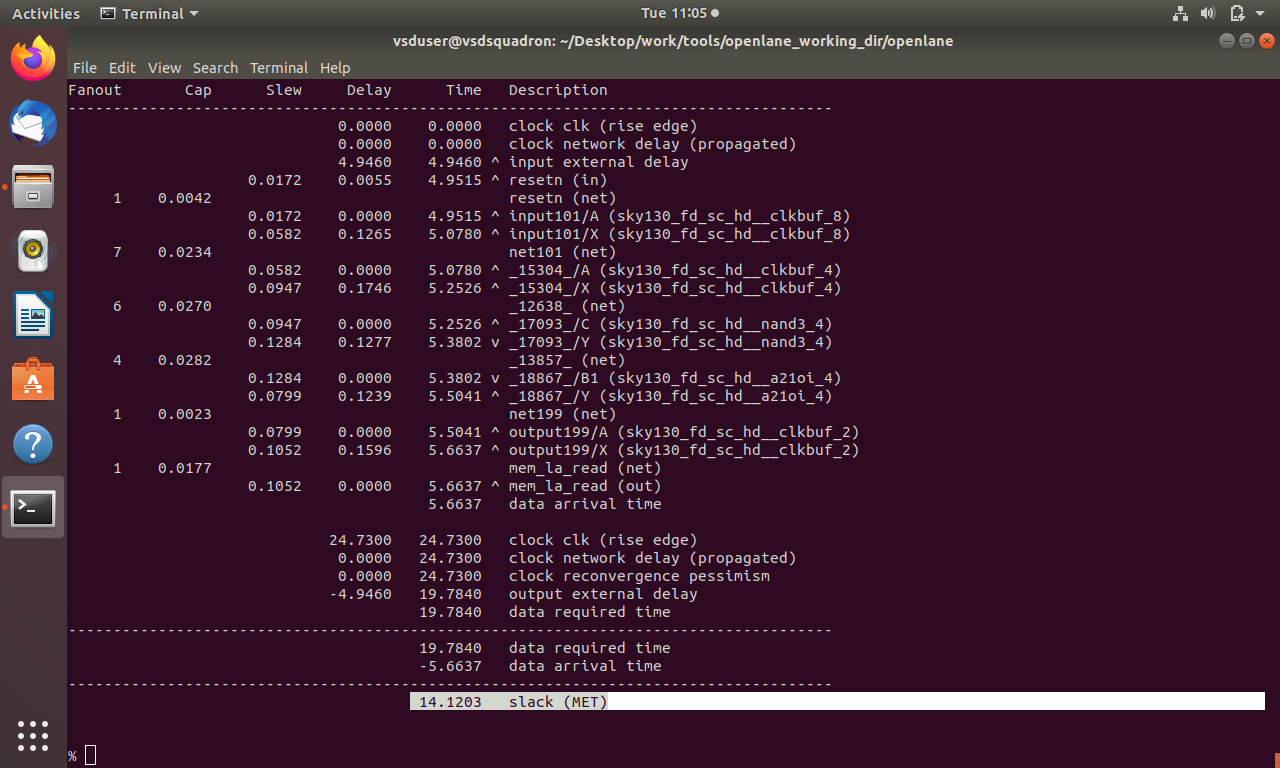 Activities Terminal Tue 11:05
vsduser@vsdsquadron: ~/Desktop/work/tools/openlane_working_dir/openlane
File Edit View Search Terminal Help
Fanout Cap Slew Delay Time Description
-------------------------------------------------------------------------------------
0.0000 0.0000 clock clk (rise edge)
0.0000 0.0000 clock network delay (propagated)
4.9460 4.9460 ^ input external delay
0.0172 0.0055 4.9515 ^ resetn (in)
1 0.0042 resetn (net)
0.0172 0.0000 4.9515 ^ input101/A (sky130_fd_sc_hd__clkbuf_8)
0.0582 0.1265 5.0780 ^ input101/X (sky130_fd_sc_hd__clkbuf_8)
7 0.0234 net101 (net)
0.0582 0.0000 5.0780 ^ _15304_/A (sky130_fd_sc_hd__clkbuf_4)
0.0947 0.1746 5.2526 ^ _15304_/X (sky130_fd_sc_hd__clkbuf_4)
6 0.0270 _12638_ (net)
0.0947 0.0000 5.2526 ^ _17093_/C (sky130_fd_sc_hd__nand3_4)
0.1284 0.1277 5.3802 v _17093_/Y (sky130_fd_sc_hd__nand3_4)
4 0.0282 _13857_ (net)
0.1284 0.0000 5.3802 v _18867_/B1 (sky130_fd_sc_hd__a21oi_4)
0.0799 0.1239 5.5041 ^ _18867_/Y (sky130_fd_sc_hd__a21oi_4)
1 0.0023 net199 (net)
0.0799 0.0000 5.5041 ^ output199/A (sky130_fd_sc_hd__clkbuf_2)
0.1052 0.1596 5.6637 ^ output199/X (sky130_fd_sc_hd__clkbuf_2)
1 0.0177 mem_la_read (net)
0.1052 0.0000 5.6637 ^ mem_la_read (out)
5.6637 data arrival time
24.7300 24.7300 clock clk (rise edge)
0.0000 24.7300 clock network delay (propagated)
0.0000 24.7300 clock reconvergence pessimism
-4.9460 19.7840 output external delay
19.7840 data required time
-------------------------------------------------------------------------------------
19.7840 data required time
-5.6637 data arrival time
-------------------------------------------------------------------------------------
14.1203 slack (MET)
%